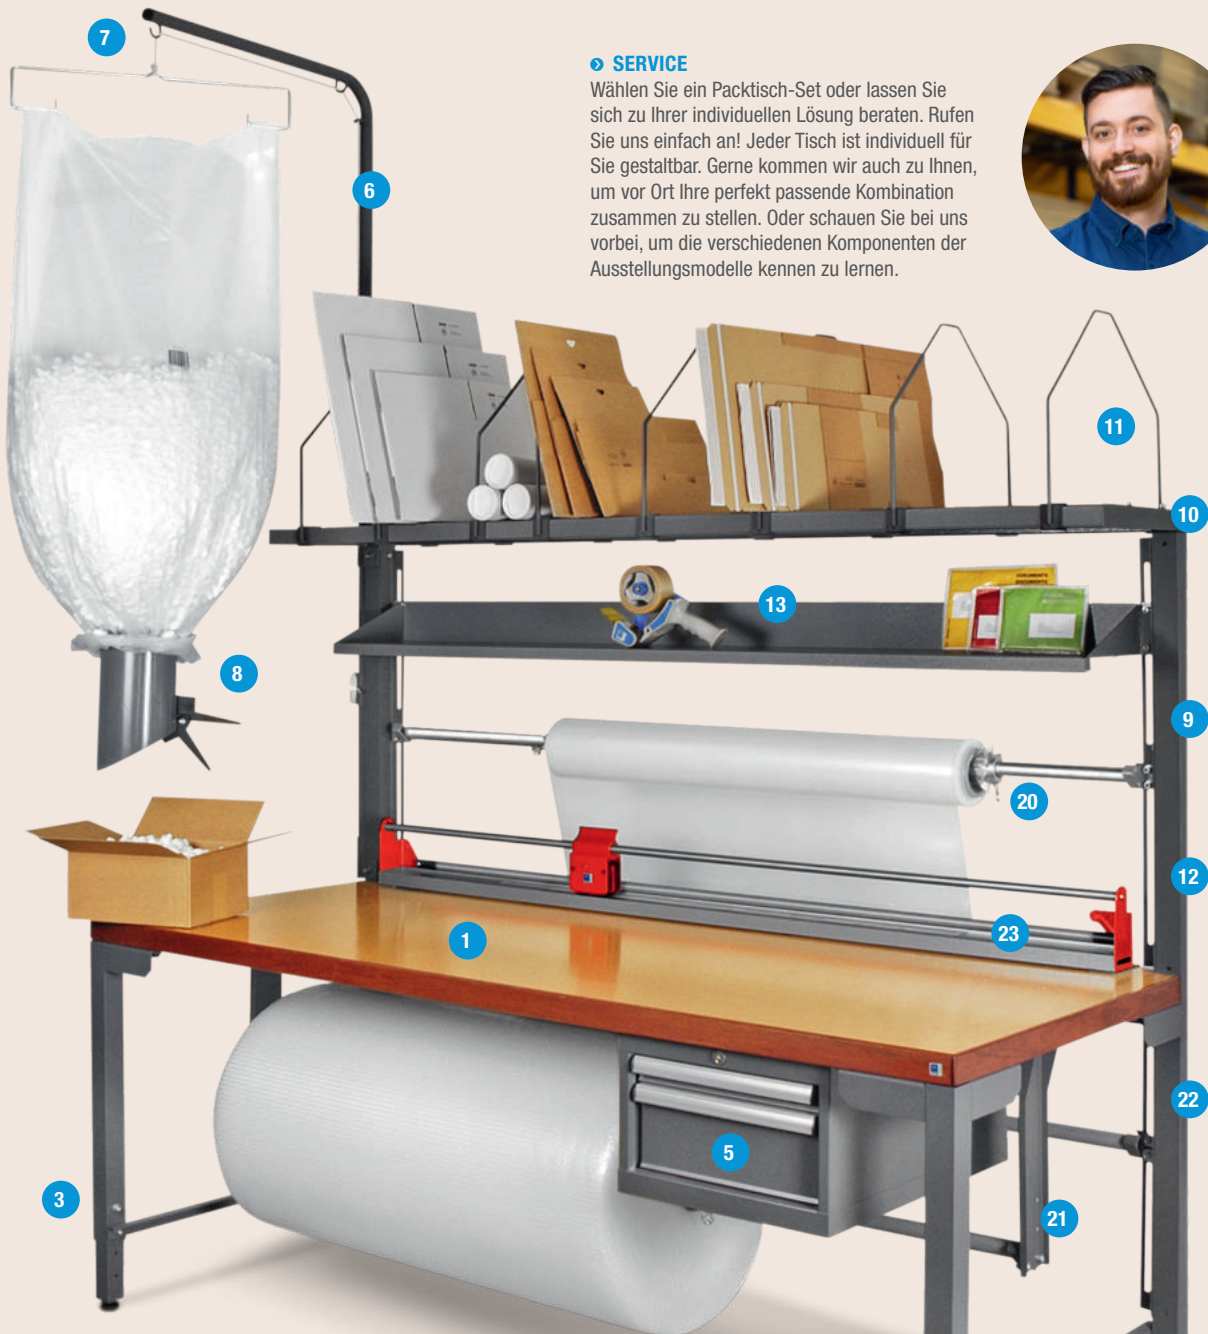 7
SERVICE
Wählen Sie ein Packtisch-Set oder lassen Sie
sich zu Ihrer individuellen Lösung beraten. Rufen
Sie uns einfach an! Jeder Tisch ist individuell für
Sie gestaltbar. Gerne kommen wir auch zu Ihnen,
um vor Ort Ihre perfekt passende Kombination
zusammen zu stellen. Oder schauen Sie bei uns
vorbei, um die verschiedenen Komponenten der
Ausstellungsmodelle kennen zu lernen.
6
11
10
13
8
9
20
12
23
1
22
5
3
21